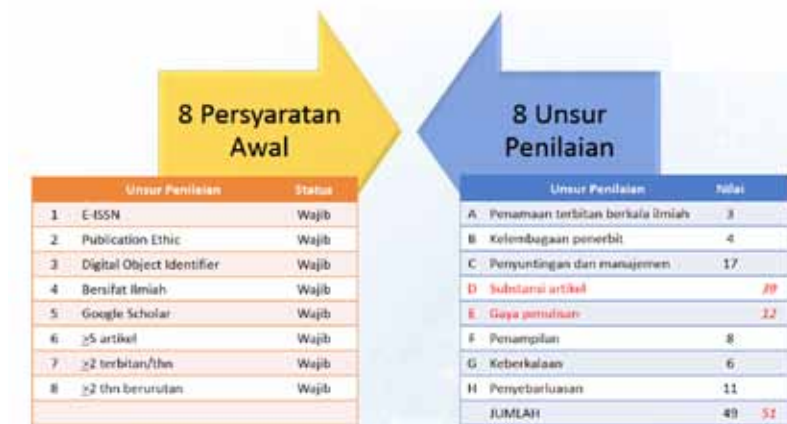 8 Persyaratan
Awal
8 Unsur
Penilaian
Unsur Penilaian Status
1 E-ISSN Wajib
2 Publication Ethic Wajib
3 Digital Object Identifier Wajib
4 Bersifat Ilmiah Wajib
5 Google Scholar Wajib
6 ≥5 artikel Wajib
7 ≥2 terbitan/thn Wajib
8 ≥2 thn berurutan Wajib
Unsur Penilaian Nilai
A Penamaan terbitan berkala ilmiah 3
B Kelembagaan penerbit 4
C Penyuntingan dan manajemen 17
D Substansi artikel 39
E Gaya penulisan 12
F Penampilan 8
G Keberkalaan 6
H Penyebarluasan 11
JUMLAH 49 51